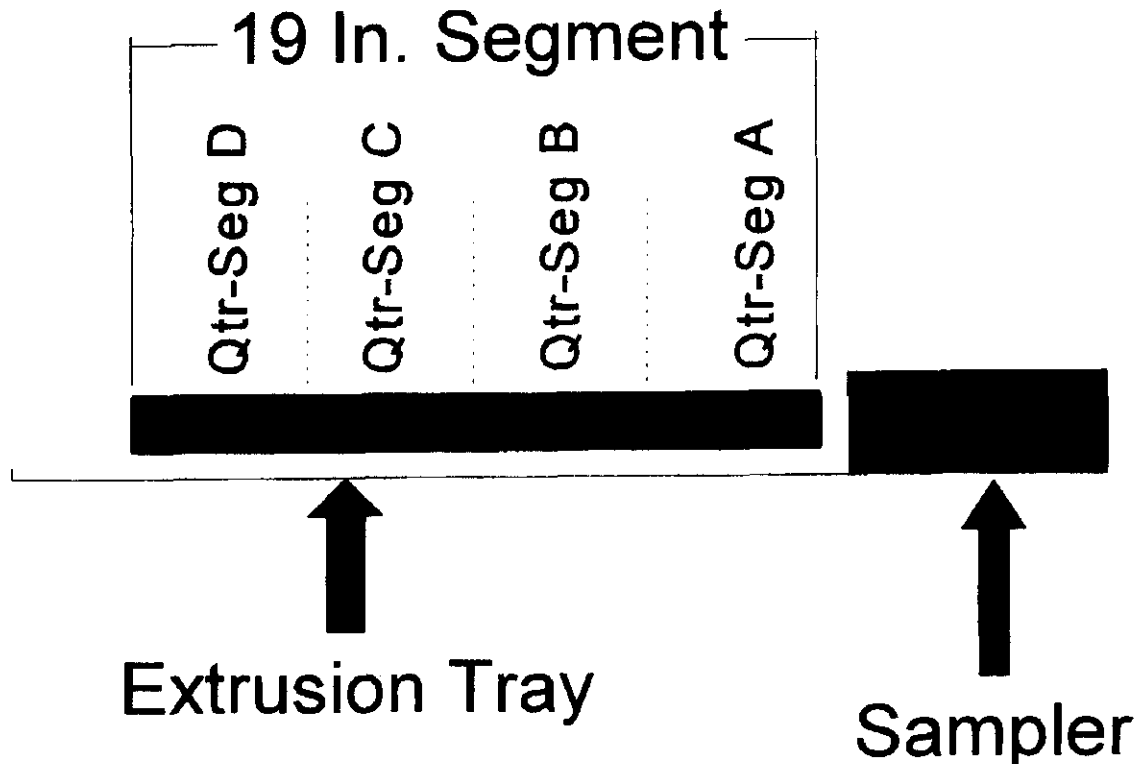 19 In. Segment
Qtr-Seg D
Qtr-Seg C
Qtr-Seg B
Qtr-Seg A
Extrusion Tray
Sampler